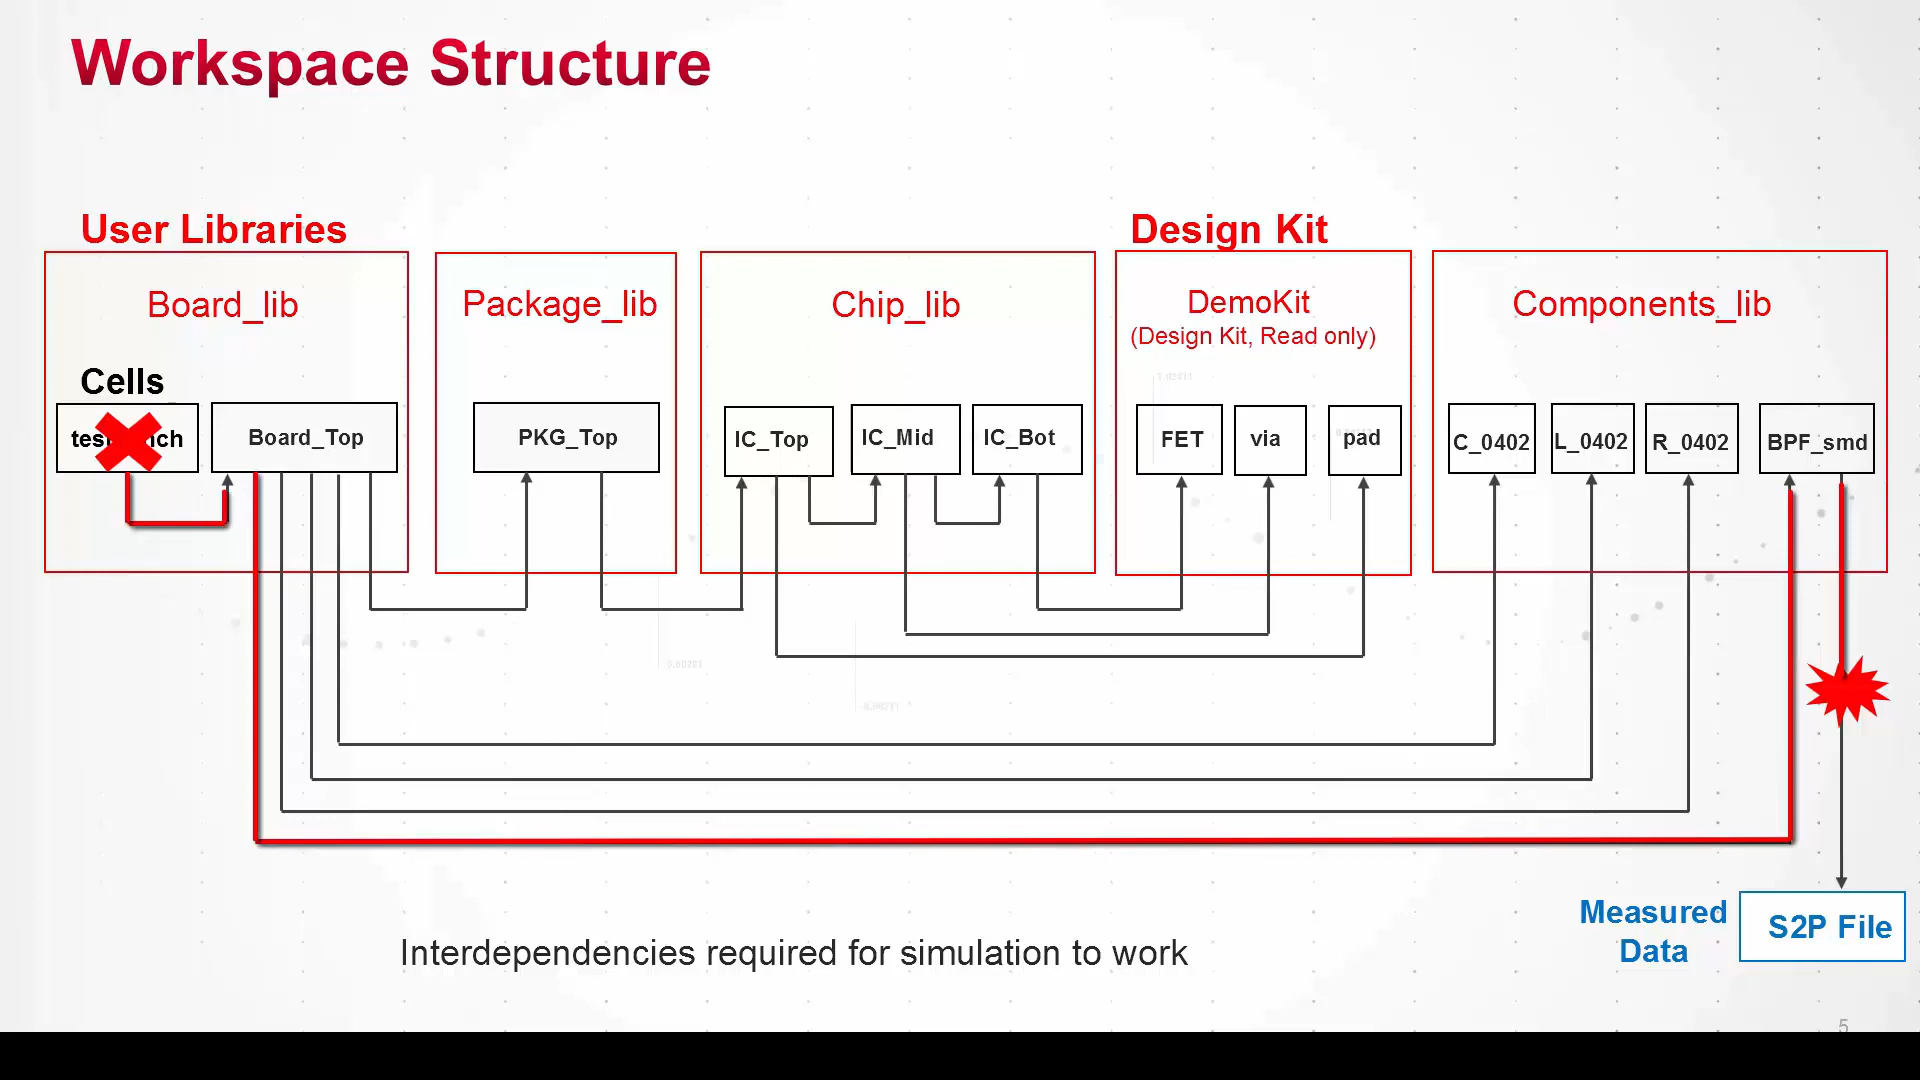 Workspace Structure
User Libraries
Design Kit
Board_lib
Package_lib
Chip_lib
DemoKit
(Design Kit, Read only)
Components_lib
Cells
Board_Top
PKG_Top
IC_Top
IC_Mid
IC_Bot
FET
via
pad
C_0402
L_0402
R_0402
BPF_smd
Measured
Data
S2P File
Interdependencies required for simulation to work
5